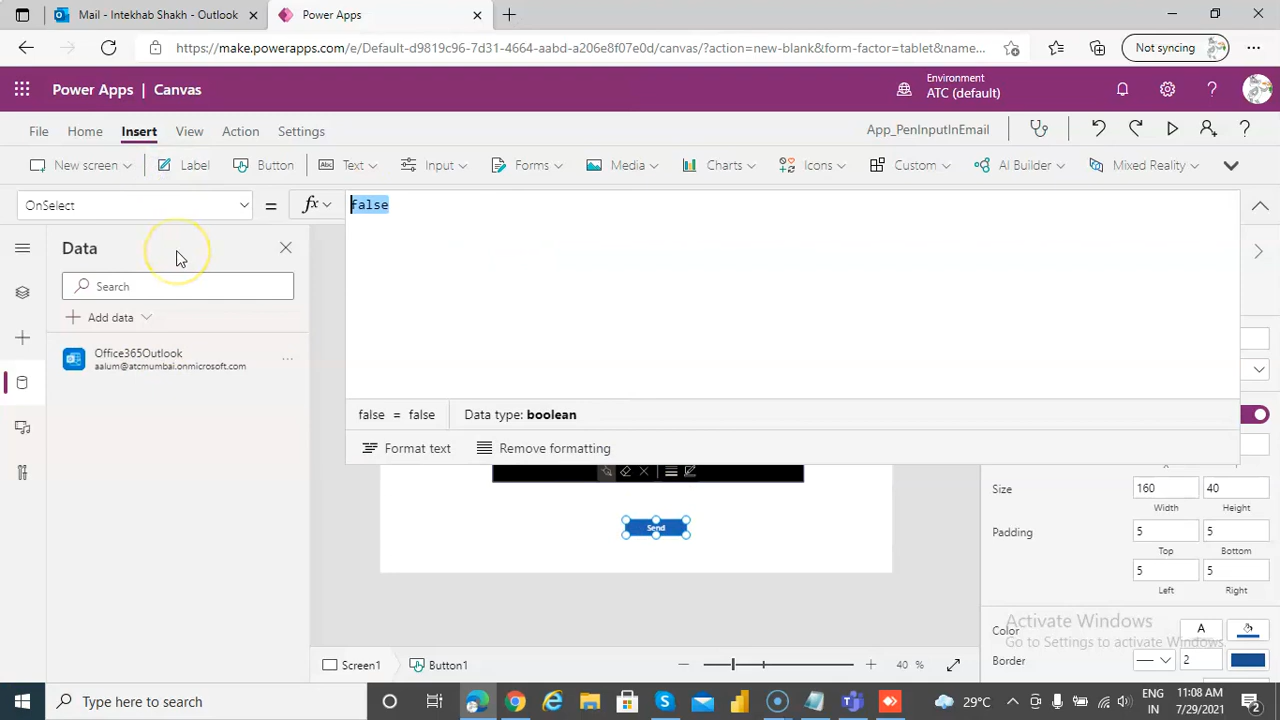 Mail - Intekhab Shakh - Outlook
Power Apps
https://make.powerapps.com/e/Default-d9819c96-7d31-4664-aabd-a206e8f07e0d/canvas/?action=new-blank&form-factor=tablet&name...
Not syncing
Power Apps | Canvas
Environment
ATC (default)
File Home Insert View Action Settings
App_PenInputInEmail
New screen Label Button Text Input Forms Media Charts Icons Custom AI Builder Mixed Reality
OnSelect = fx false
Data
Search
Add data
Office365Outlook
aalum@atcmumbai.onmicrosoft.com
false = false Data type: boolean
Format text Remove formatting
Send
Size 160 40
Width Height
Padding 5 5
Top Bottom
5 5
Left Right
Color A
Border 2
Activate Windows
Go to Settings to activate Windows.
Screen1 Button1
40 %
Type here to search
29°C
ENG
IN
11:08 AM
7/29/2021
2